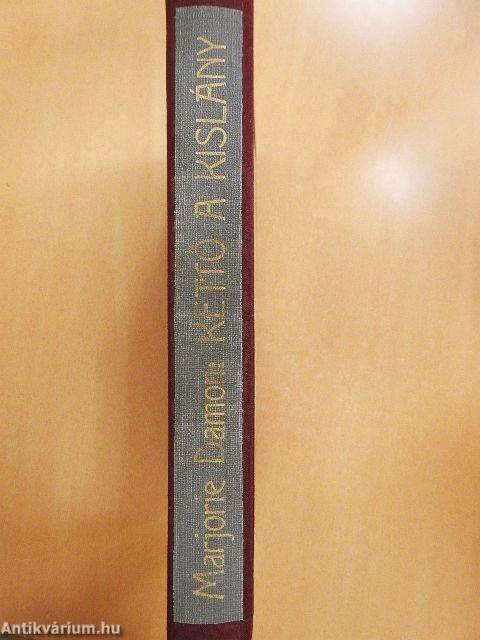 Marjorie Damon: KETTŐ A KISLÁNY
Antikvárium.hu